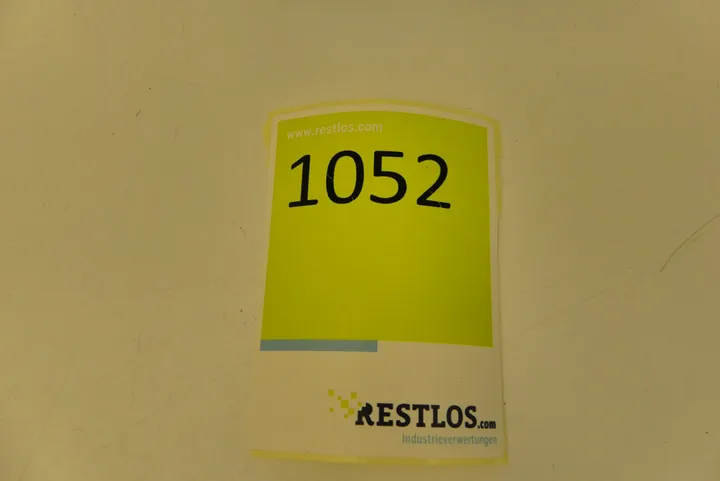 www.restlos.com
1052
RESTLOS.com
Industrieverwertungen